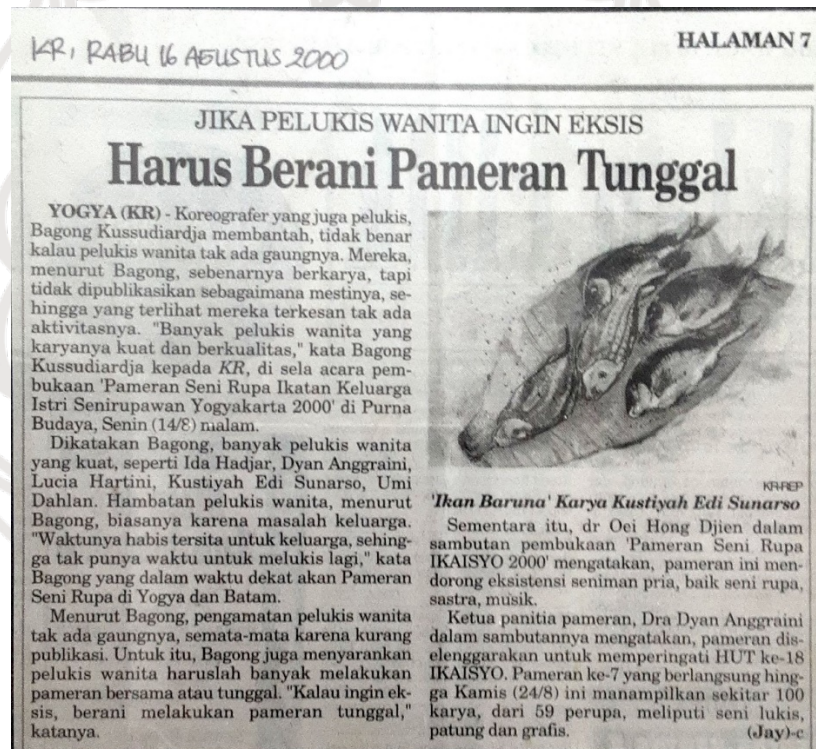 KR, RABU 16 AGUSTUS 2000
HALAMAN 7
JIKA PELUKIS WANITA INGIN EKSIS
Harus Berani Pameran Tunggal
YOGYA (KR) - Koreografer yang juga pelukis,
Bagong Kussudiardja membantah, tidak benar
kalau pelukis wanita tak ada gaungnya. Mereka,
menurut Bagong, sebenarnya berkarya, tapi
tidak dipublikasikan sebagaimana mestinya, se-
hingga yang terlihat mereka terkesan tak ada
aktivitasnya. "Banyak pelukis wanita yang
karyanya kuat dan berkualitas," kata Bagong
Kussudiardja kepada KR, di sela acara pem-
bukaan 'Pameran Seni Rupa Ikatan Keluarga
Istri Senirupawan Yogyakarta 2000' di Purna
Budaya, Senin (14/8) malam.
Dikatakan Bagong, banyak pelukis wanita
yang kuat, seperti Ida Hadjar, Dyan Anggraini,
Lucia Hartini, Kustiyah Edi Sunarso, Umi
Dahlan. Hambatan pelukis wanita, menurut
Bagong, biasanya karena masalah keluarga.
"Waktunya habis tersita untuk keluarga, sehing-
ga tak punya waktu untuk melukis lagi," kata
Bagong yang dalam waktu dekat akan Pameran
Seni Rupa di Yogya dan Batam.
Menurut Bagong, pengamatan pelukis wanita
tak ada gaungnya, semata-mata karena kurang
publikasi. Untuk itu, Bagong juga menyarankan
pelukis wanita haruslah banyak melakukan
pameran bersama atau tunggal. "Kalau ingin ek-
sis, berani melakukan pameran tunggal,"
katanya.
KR-REP
'Ikan Baruna' Karya Kustiyah Edi Sunarso
Sementara itu, dr Oei Hong Djien dalam
sambutan pembukaan 'Pameran Seni Rupa
IKAISYO 2000' mengatakan, pameran ini men-
dorong eksistensi seniman pria, baik seni rupa,
sastra, musik.
Ketua panitia pameran, Dra Dyan Anggraini
dalam sambutannya mengatakan, pameran dis-
elenggarakan untuk memperingati HUT ke-18
IKAISYO. Pameran ke-7 yang berlangsung hing-
ga Kamis (24/8) ini manampilkan sekitar 100
karya, dari 59 perupa, meliputi seni lukis,
patung dan grafis. (Jay)-c